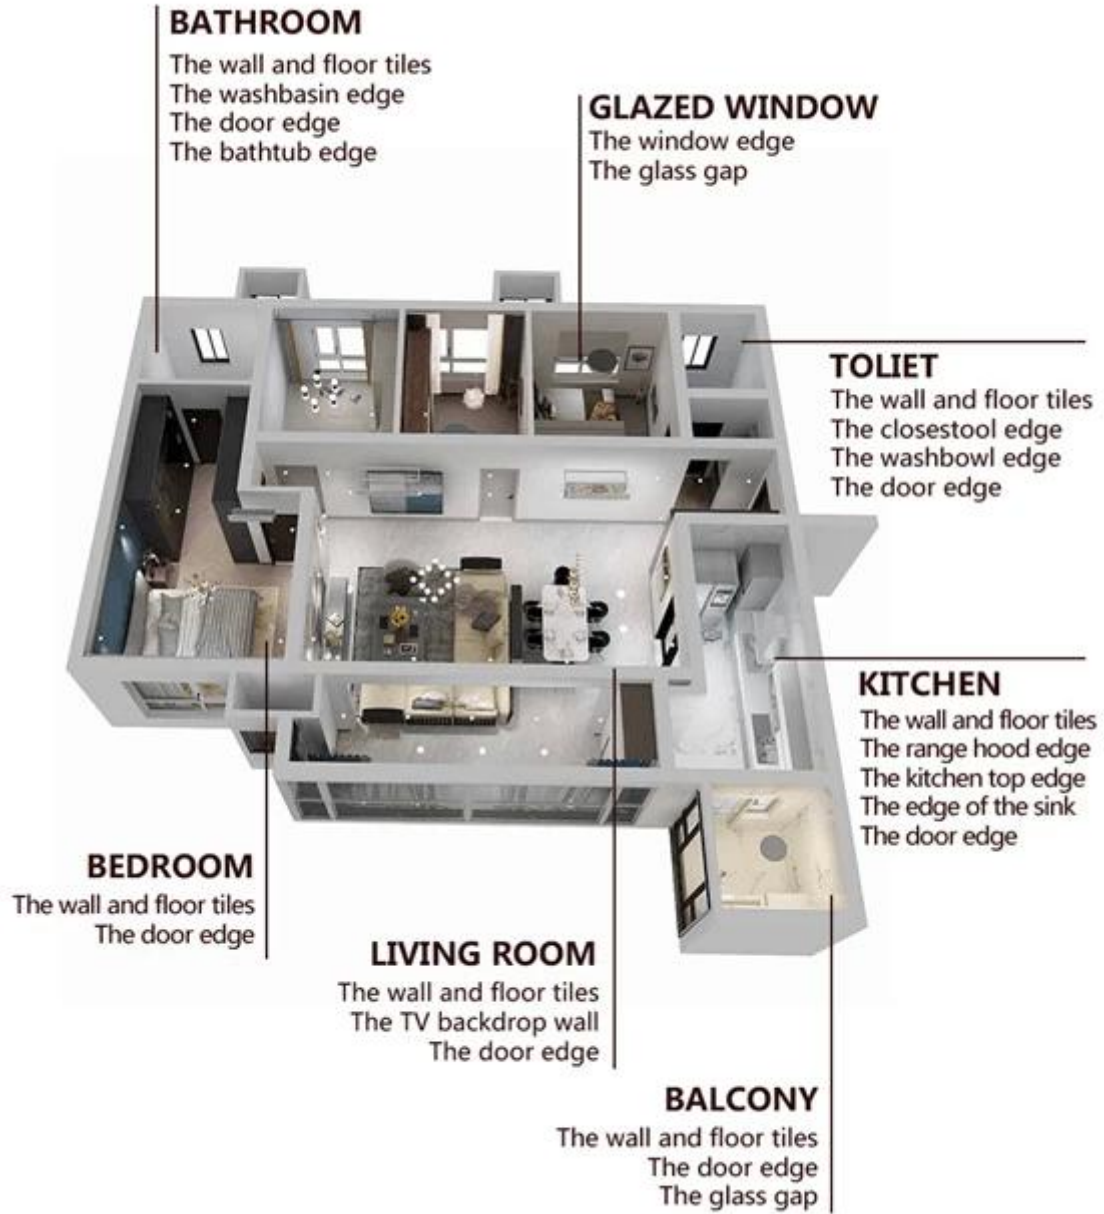 BATHROOM
The wall and floor tiles
The washbasin edge
The door edge
The bathtub edge
GLAZED WINDOW
The window edge
The glass gap
TOLIET
The wall and floor tiles
The closestool edge
The washbowl edge
The door edge
KITCHEN
The wall and floor tiles
The range hood edge
The kitchen top edge
The edge of the sink
The door edge
BEDROOM
The wall and floor tiles
The door edge
LIVING ROOM
The wall and floor tiles
The TV backdrop wall
The door edge
BALCONY
The wall and floor tiles
The door edge
The glass gap